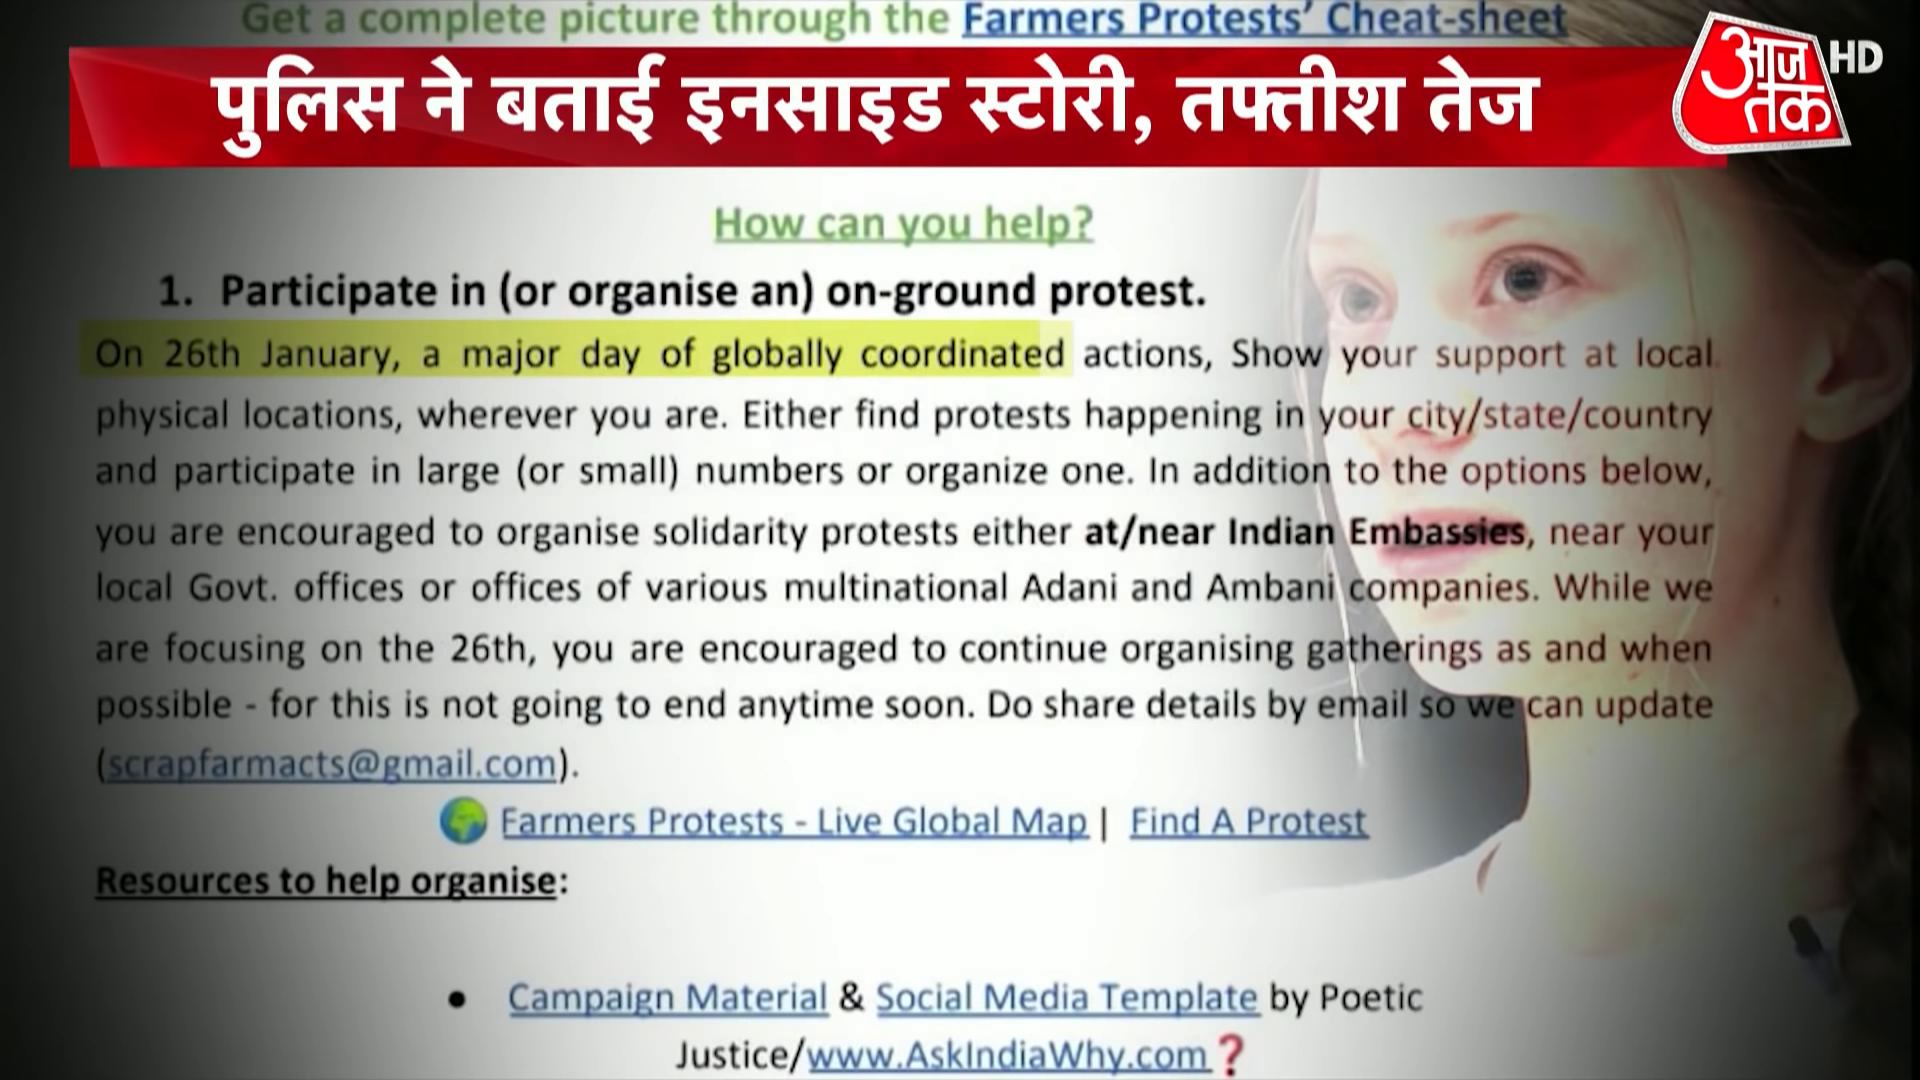 Get a complete picture through the Farmers Protests’ Cheat-sheet
पुलिस ने बताई इनसाइड स्टोरी, तफ्तीश तेज
आज तक HD
How can you help?
1. Participate in (or organise an) on-ground protest.
On 26th January, a major day of globally coordinated actions, Show your support at local
physical locations, wherever you are. Either find protests happening in your city/state/country
and participate in large (or small) numbers or organize one. In addition to the options below,
you are encouraged to organise solidarity protests either at/near Indian Embassies, near your
local Govt. offices or offices of various multinational Adani and Ambani companies. While we
are focusing on the 26th, you are encouraged to continue organising gatherings as and when
possible - for this is not going to end anytime soon. Do share details by email so we can update
(scrapfarmacts@gmail.com).
Farmers Protests - Live Global Map | Find A Protest
Resources to help organise:
• Campaign Material & Social Media Template by Poetic
Justice/www.AskIndiaWhy.com❓